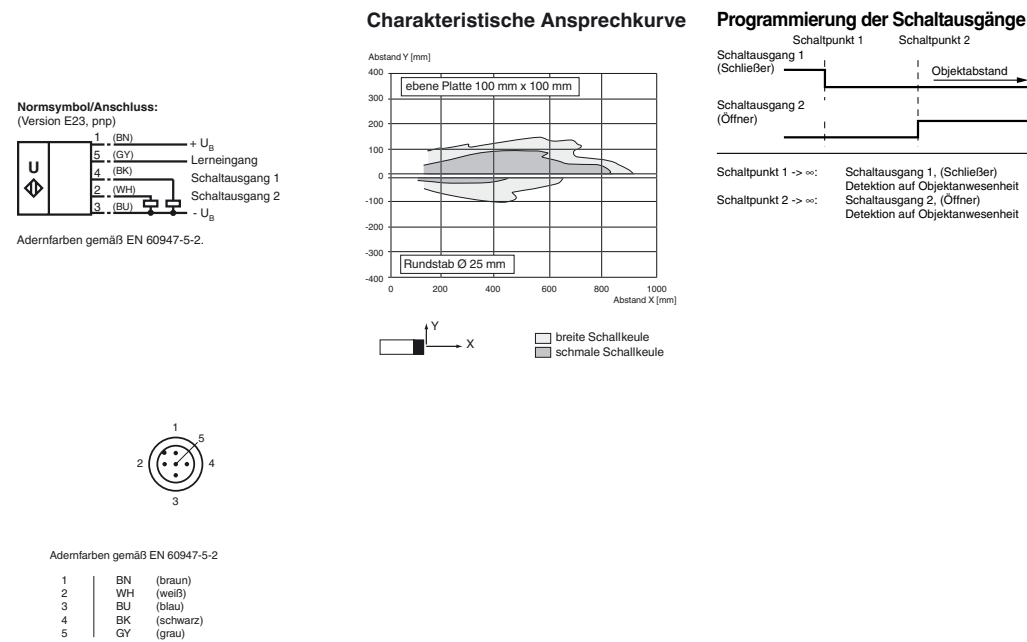 Normsymbol/Anschluss:
(Version E23, pnp)
U
1 (BN) + UB
5 (GY) Lerneingang
4 (BK) Schaltausgang 1
2 (WH) Schaltausgang 2
3 (BU) - UB
Adernfarben gemäß EN 60947-5-2.
1
5
2
4
3
Adernfarben gemäß EN 60947-5-2
1 BN (braun)
2 WH (weiß)
3 BU (blau)
4 BK (schwarz)
5 GY (grau)
Charakteristische Ansprechkurve
Abstand Y [mm]
400
ebene Platte 100 mm x 100 mm
300
200
100
0
-100
-200
-300
Rundstab Ø 25 mm
-400
0 200 400 600 800 1000
Abstand X [mm]
Y
X
breite Schallkeule
schmale Schallkeule
Programmierung der Schaltausgänge
Schaltpunkt 1 Schaltpunkt 2
Schaltausgang 1
(Schließer)
Objektabstand
Schaltausgang 2
(Öffner)
Schaltpunkt 1 -> ∞: Schaltausgang 1, (Schließer)
Detektion auf Objektanwesenheit
Schaltpunkt 2 -> ∞: Schaltausgang 2, (Öffner)
Detektion auf Objektanwesenheit